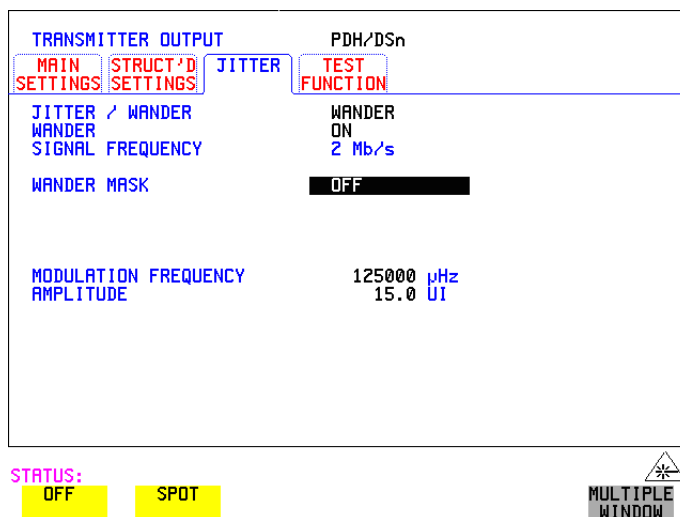 TRANSMITTER OUTPUT PDH/DSn
MAIN SETTINGS STRUCT'D SETTINGS JITTER TEST FUNCTION
JITTER / WANDER WANDER
WANDER ON
SIGNAL FREQUENCY 2 Mb/s
WANDER MASK OFF
MODULATION FREQUENCY 125000 µHz
AMPLITUDE 15.0 UI
STATUS:
OFF SPOT MULTIPLE WINDOW